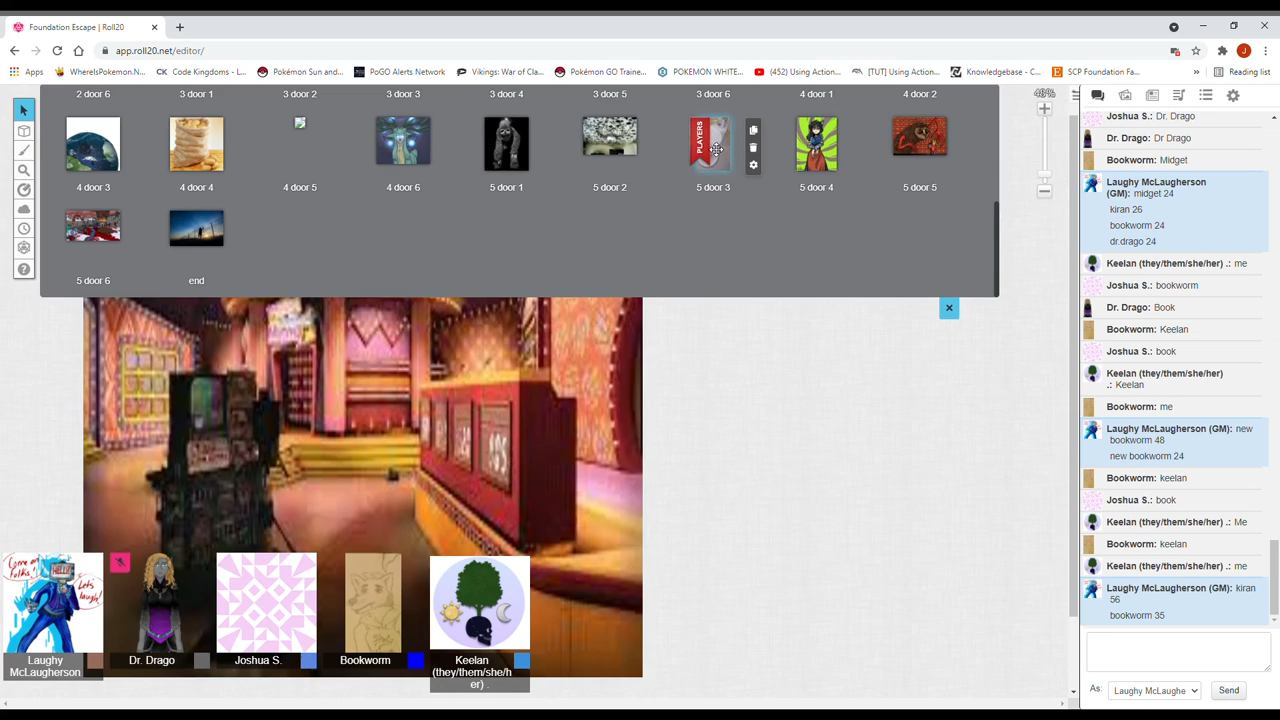 Foundation Escape | Roll20
app.roll20.net/editor/
J
Apps
WhereIsPokemon.N...
Code Kingdoms - L...
Pokémon Sun and...
PoGO Alerts Network
Vikings: War of Cla...
Pokémon GO Traine...
POKEMON WHITE...
(452) Using Action...
[TUT] Using Action...
Knowledgebase - C...
SCP Foundation Fa...
»
Reading list
2 door 6
3 door 1
3 door 2
3 door 3
3 door 4
3 door 5
3 door 6
4 door 1
4 door 2
PLAYERS
4 door 3
4 door 4
4 door 5
4 door 6
5 door 1
5 door 2
5 door 3
5 door 4
5 door 5
5 door 6
end
48%
Joshua S.: Dr. Drago
Dr. Drago: Dr Drago
Bookworm: Midget
Laughy McLaugherson
(GM): midget 24
kiran 26
bookworm 24
dr.drago 24
Keelan (they/them/she/her) .: me
Joshua S.: bookworm
Dr. Drago: Book
Bookworm: Keelan
Joshua S.: book
Keelan (they/them/she/her)
.: Keelan
Bookworm: me
Laughy McLaugherson (GM): new
bookworm 48
new bookworm 24
Bookworm: keelan
Joshua S.: book
Keelan (they/them/she/her) .: Me
Bookworm: keelan
Keelan (they/them/she/her) .: me
Laughy McLaugherson (GM): kiran
56
bookworm 35
As:
Laughy McLaughe
Send
Come on
folks!
HELLO
Lets
laugh!
Laughy
McLaugherson
Dr. Drago
Joshua S.
Bookworm
Keelan
(they/them/she/h
er) .